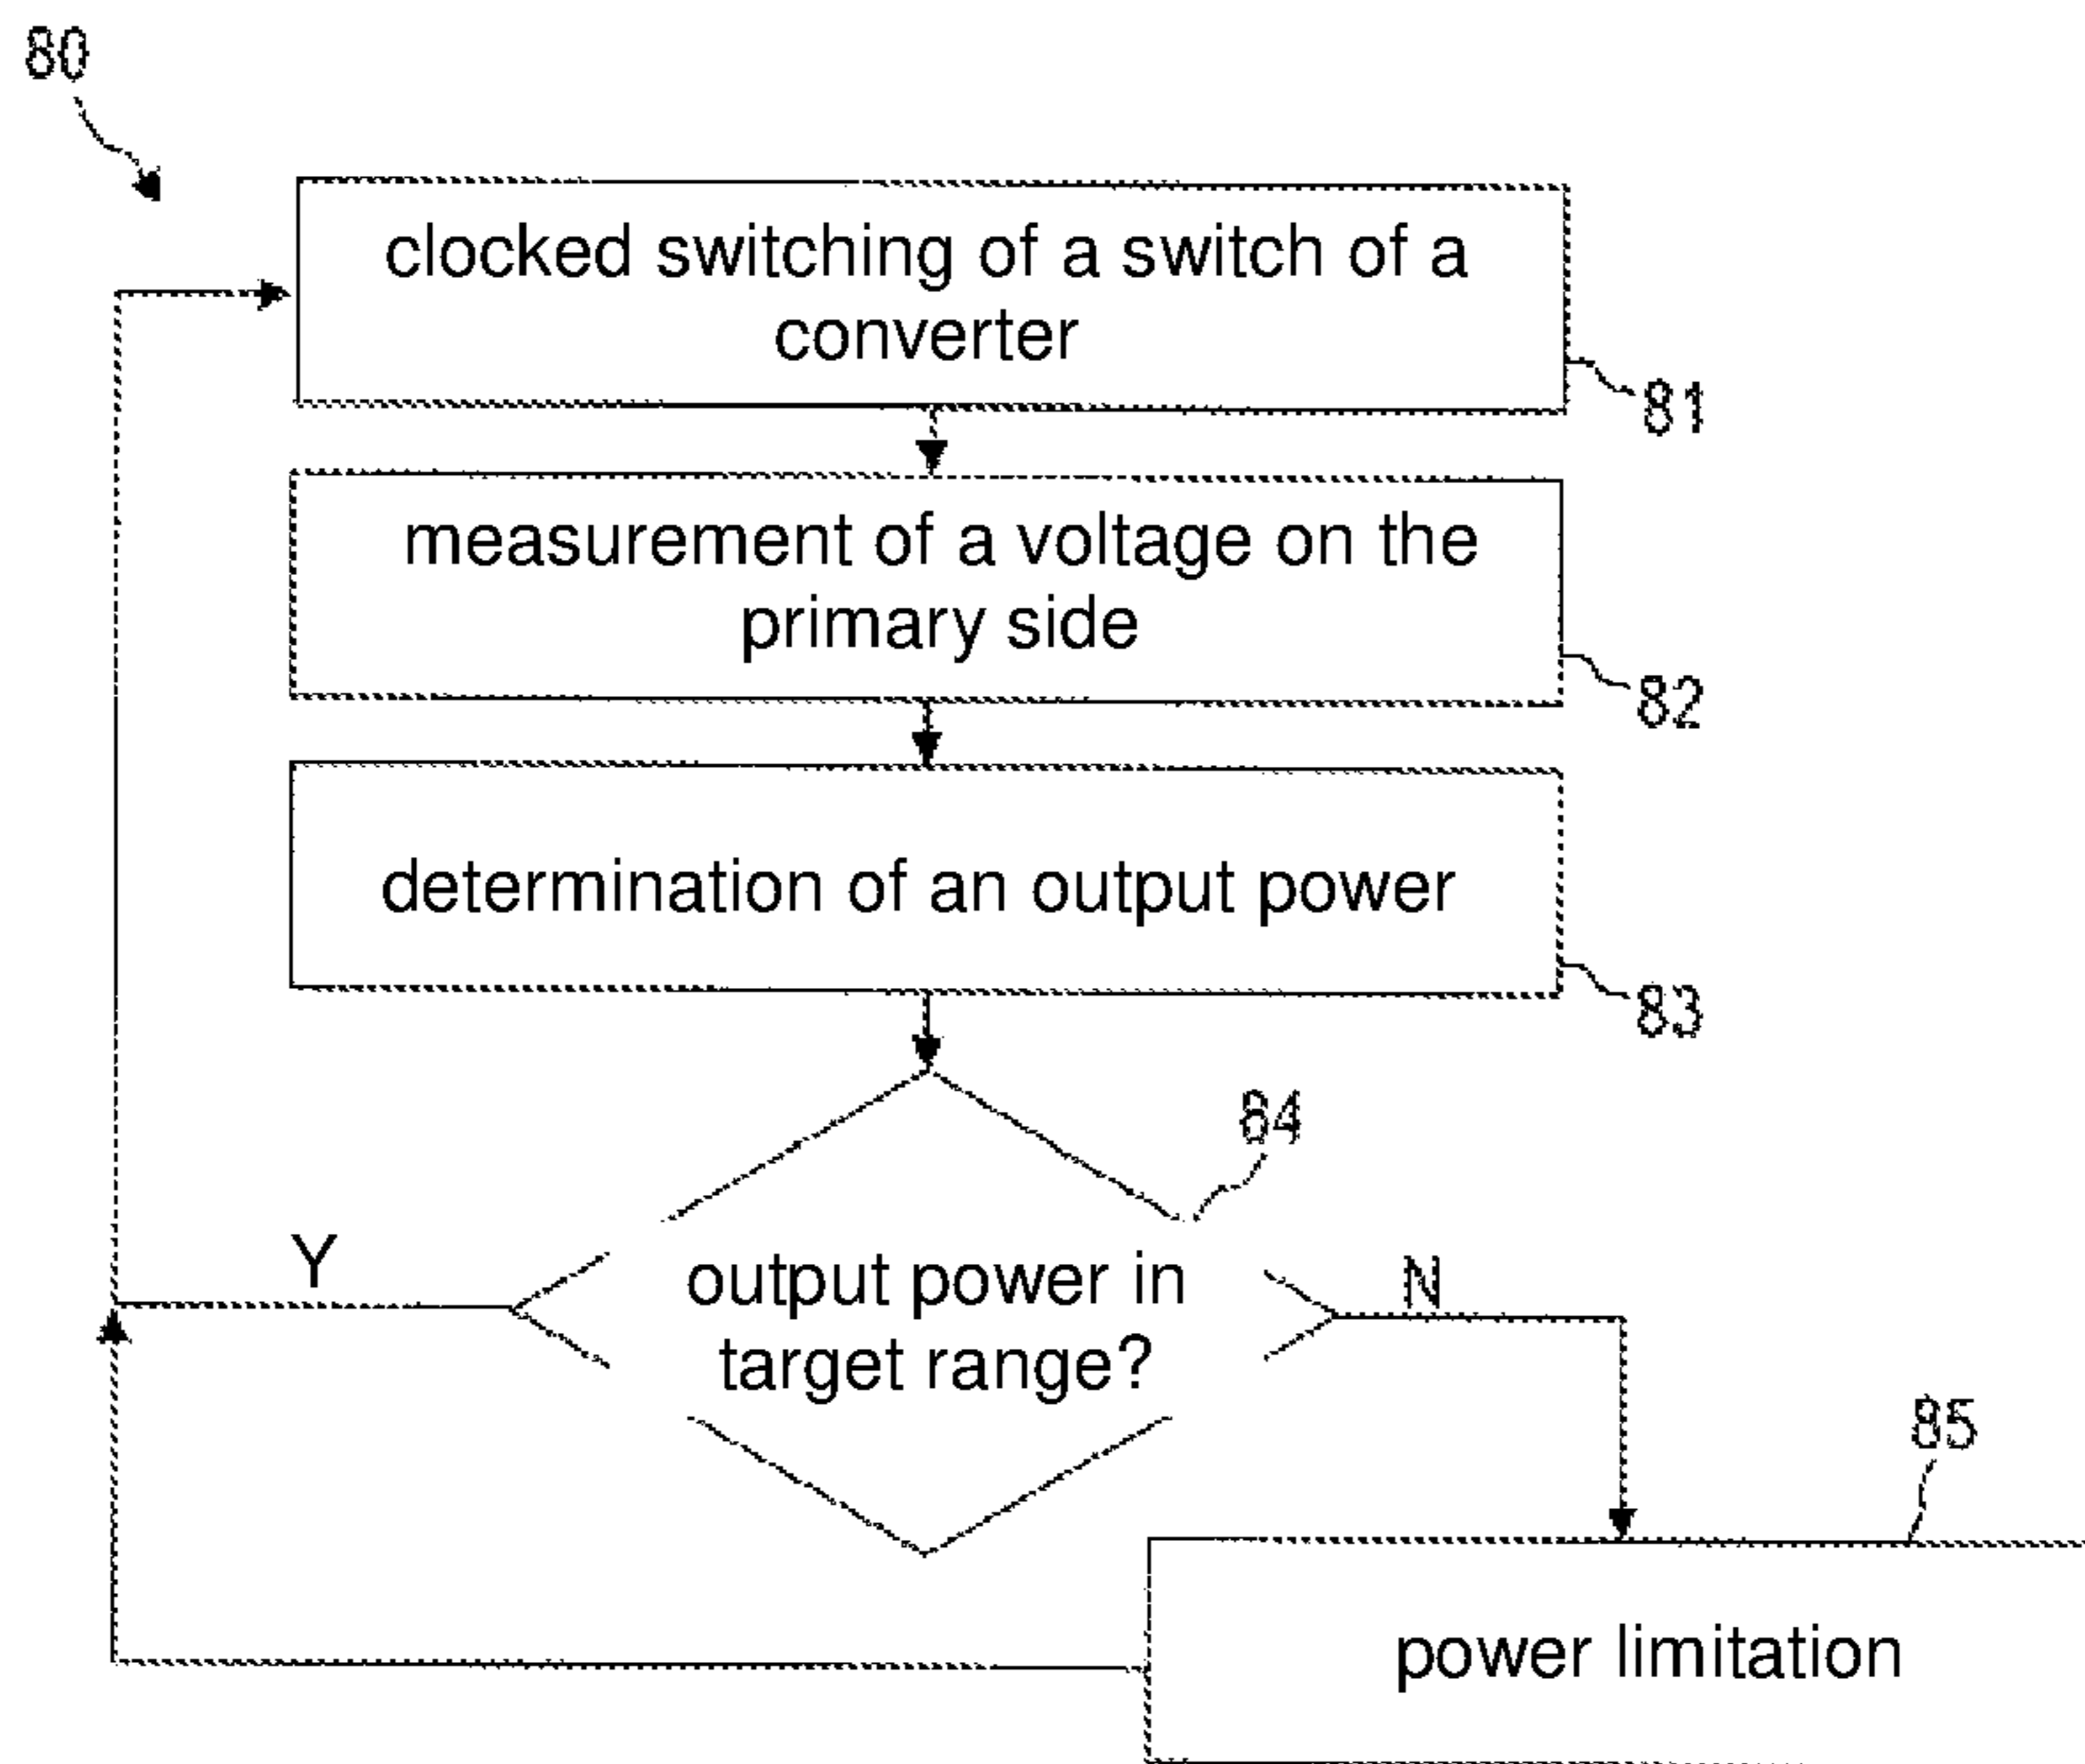 80
clocked switching of a switch of a
converter
81
measurement of a voltage on the
primary side
82
determination of an output power
83
84
Y
output power in
target range?
N
85
power limitation